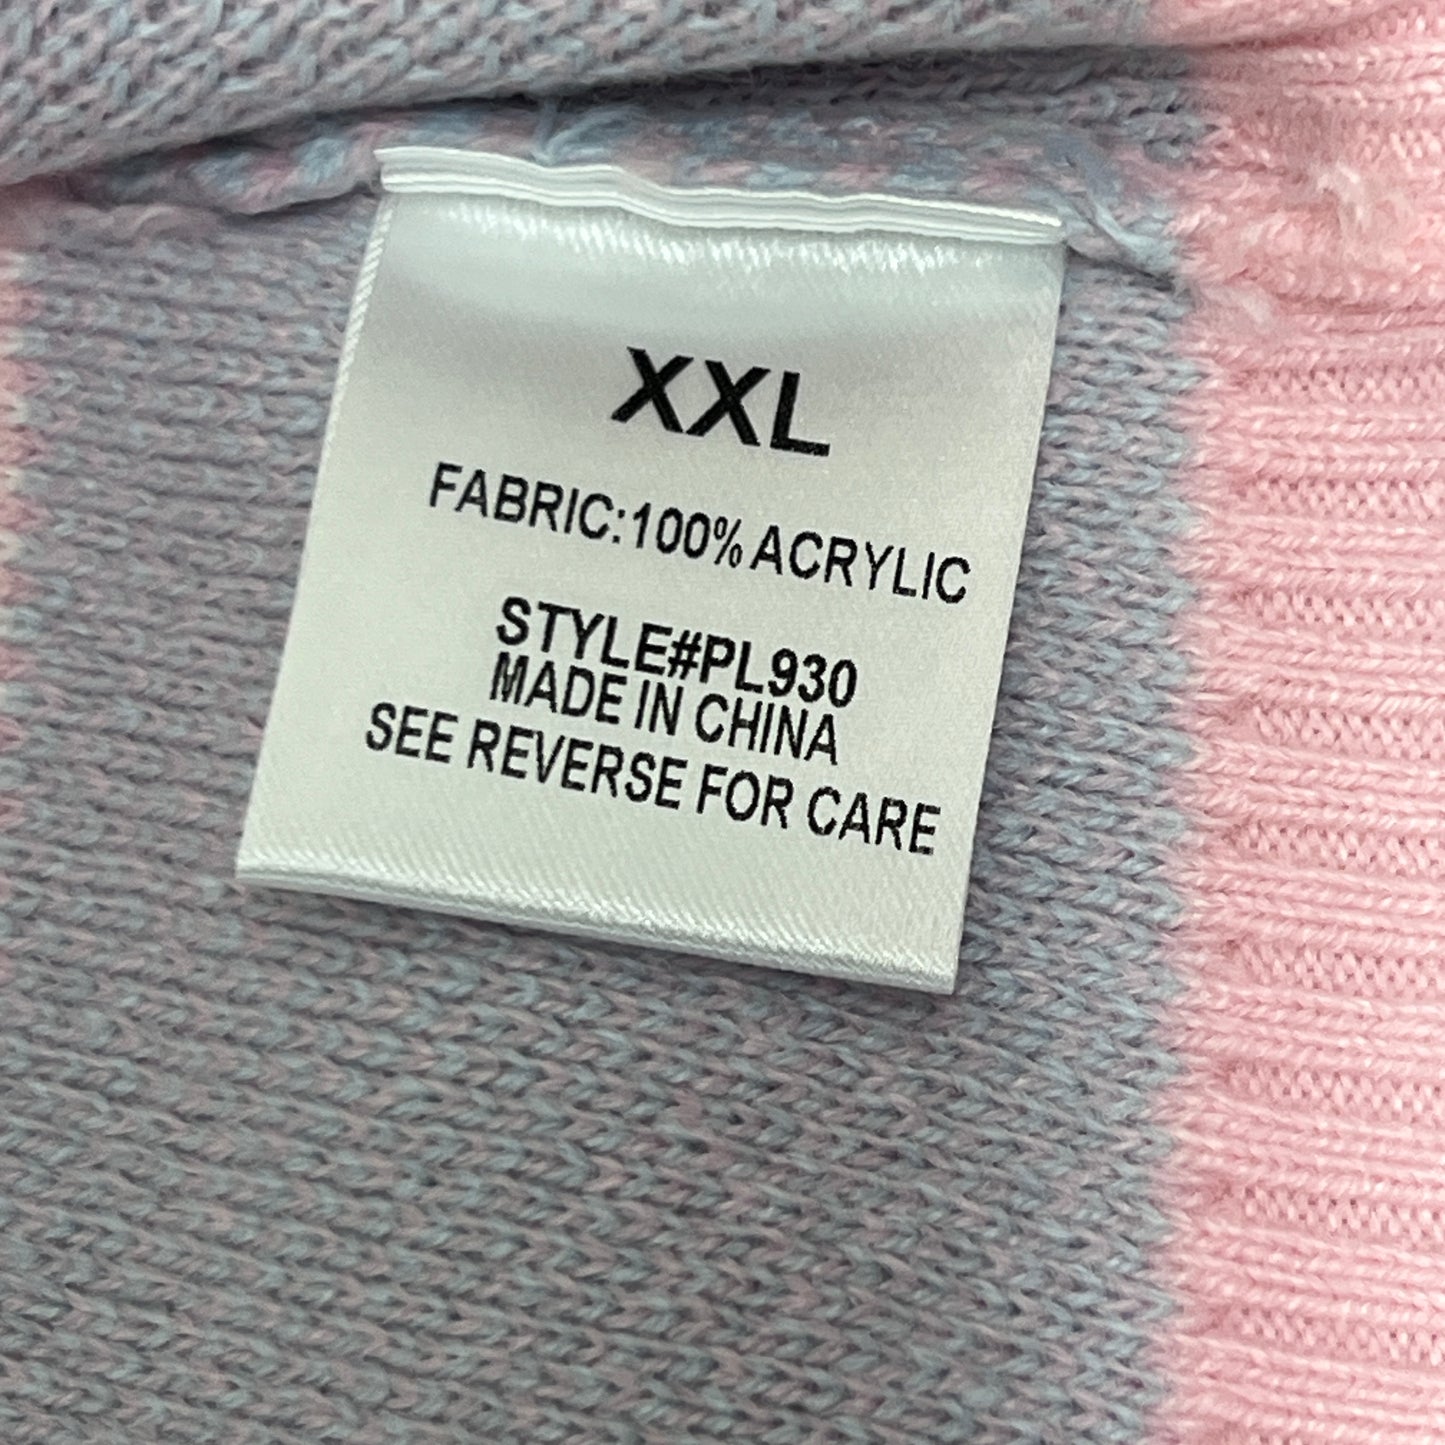 XXL
FABRIC:100% ACRYLIC
STYLE#PL930
MADE IN CHINA
SEE REVERSE FOR CARE